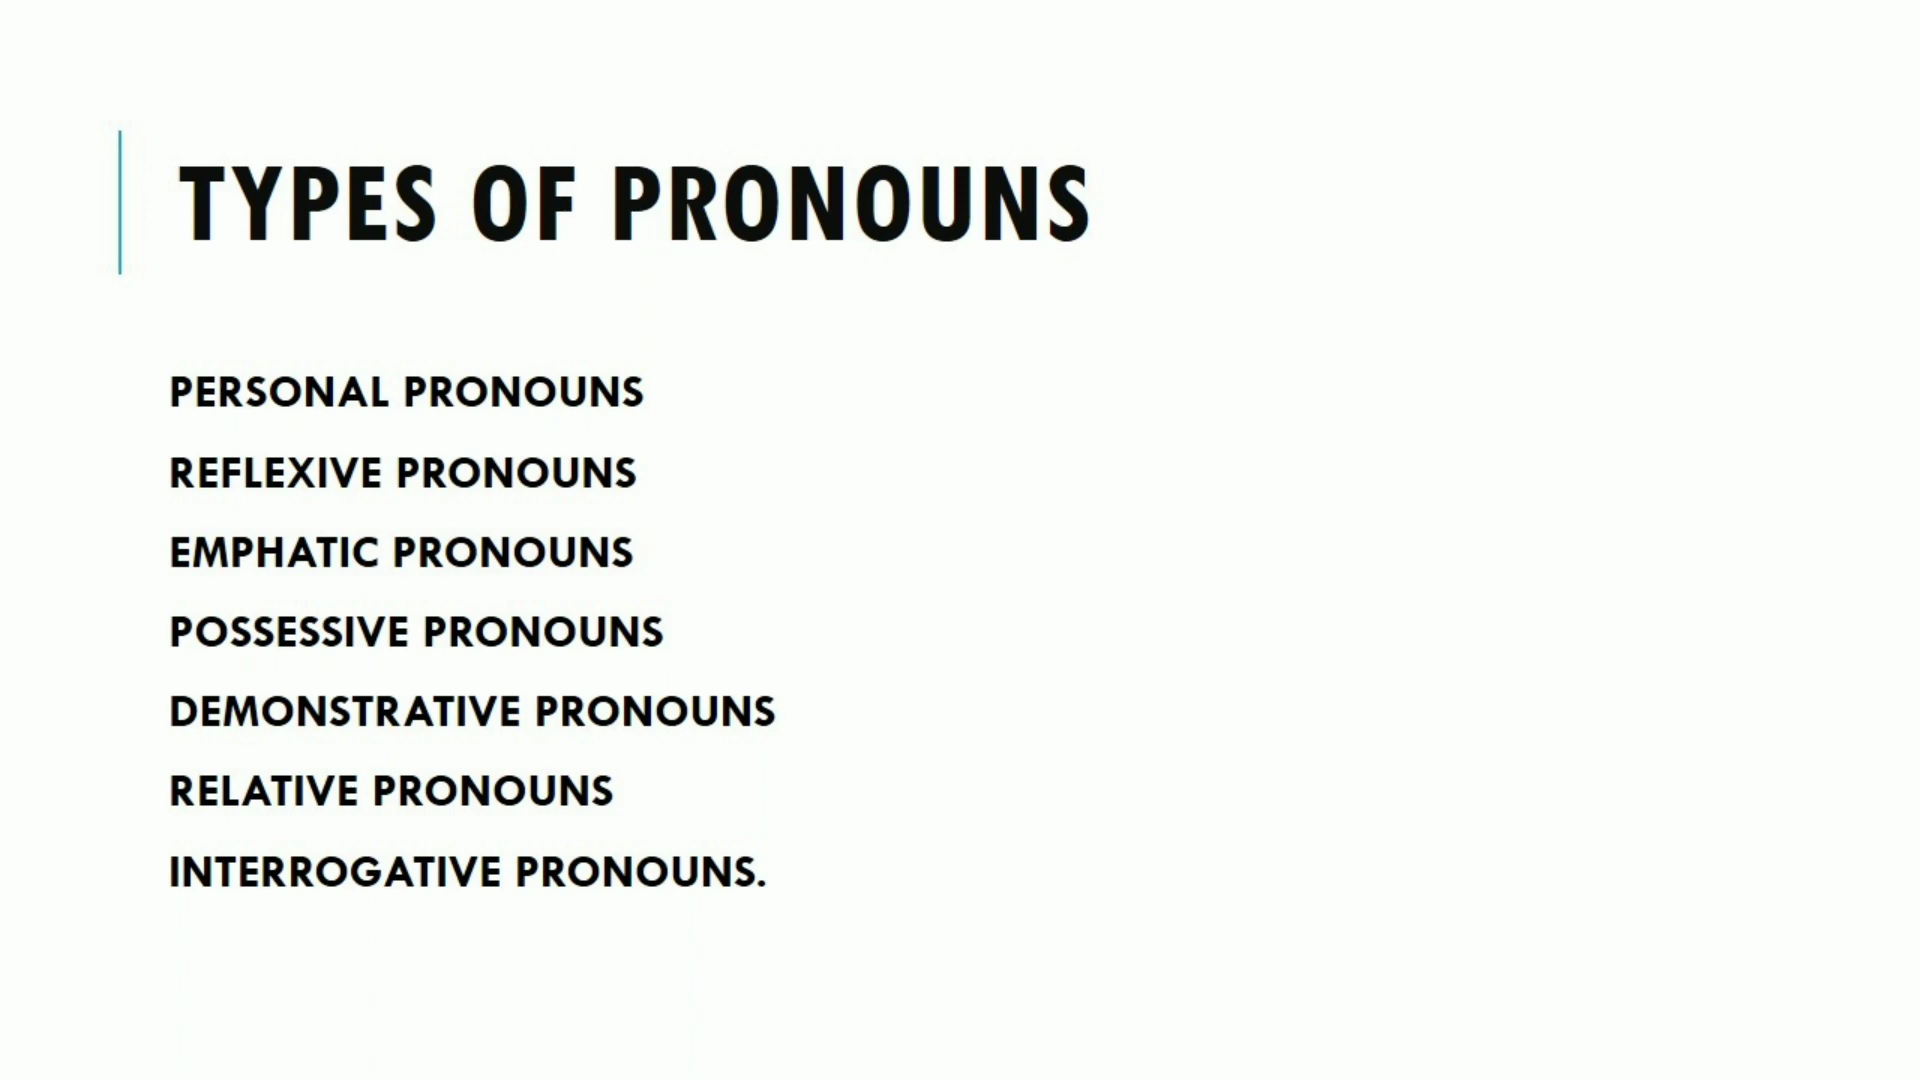 TYPES OF PRONOUNS
PERSONAL PRONOUNS
REFLEXIVE PRONOUNS
EMPHATIC PRONOUNS
POSSESSIVE PRONOUNS
DEMONSTRATIVE PRONOUNS
RELATIVE PRONOUNS
INTERROGATIVE PRONOUNS.